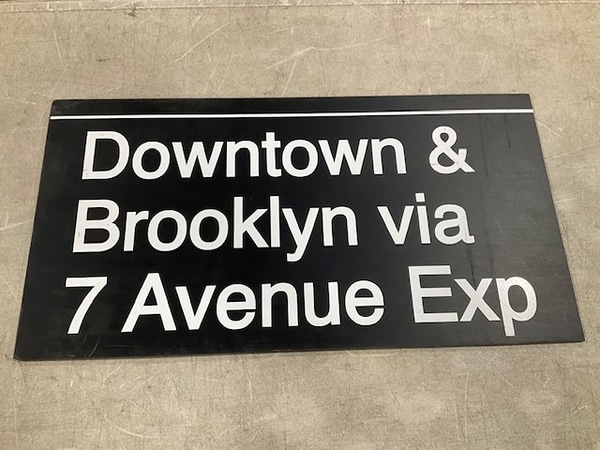 Downtown &
Brooklyn via
7 Avenue Exp